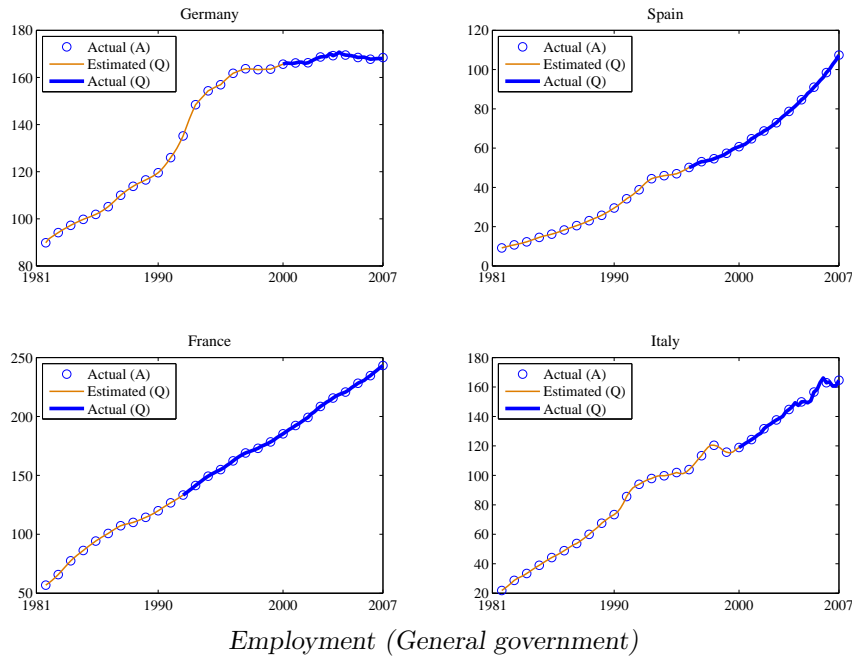 Germany
Actual (A)
Estimated (Q)
Actual (Q)
180
160
140
120
100
80
1981
1990
2000
2007
Spain
Actual (A)
Estimated (Q)
Actual (Q)
120
100
80
60
40
20
0
1981
1990
2000
2007
France
Actual (A)
Estimated (Q)
Actual (Q)
250
200
150
100
50
1981
1990
2000
2007
Italy
Actual (A)
Estimated (Q)
Actual (Q)
180
160
140
120
100
80
60
40
20
1981
1990
2000
2007
Employment (General government)